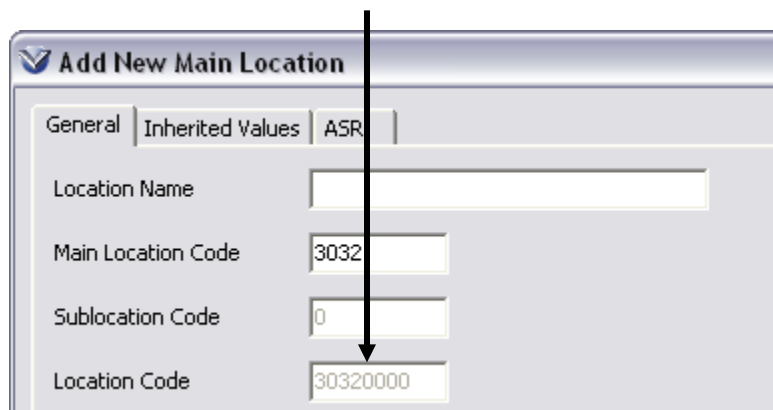 Add New Main Location
General Inherited Values ASR
Location Name
Main Location Code 3032
Sublocation Code 0
Location Code 30320000